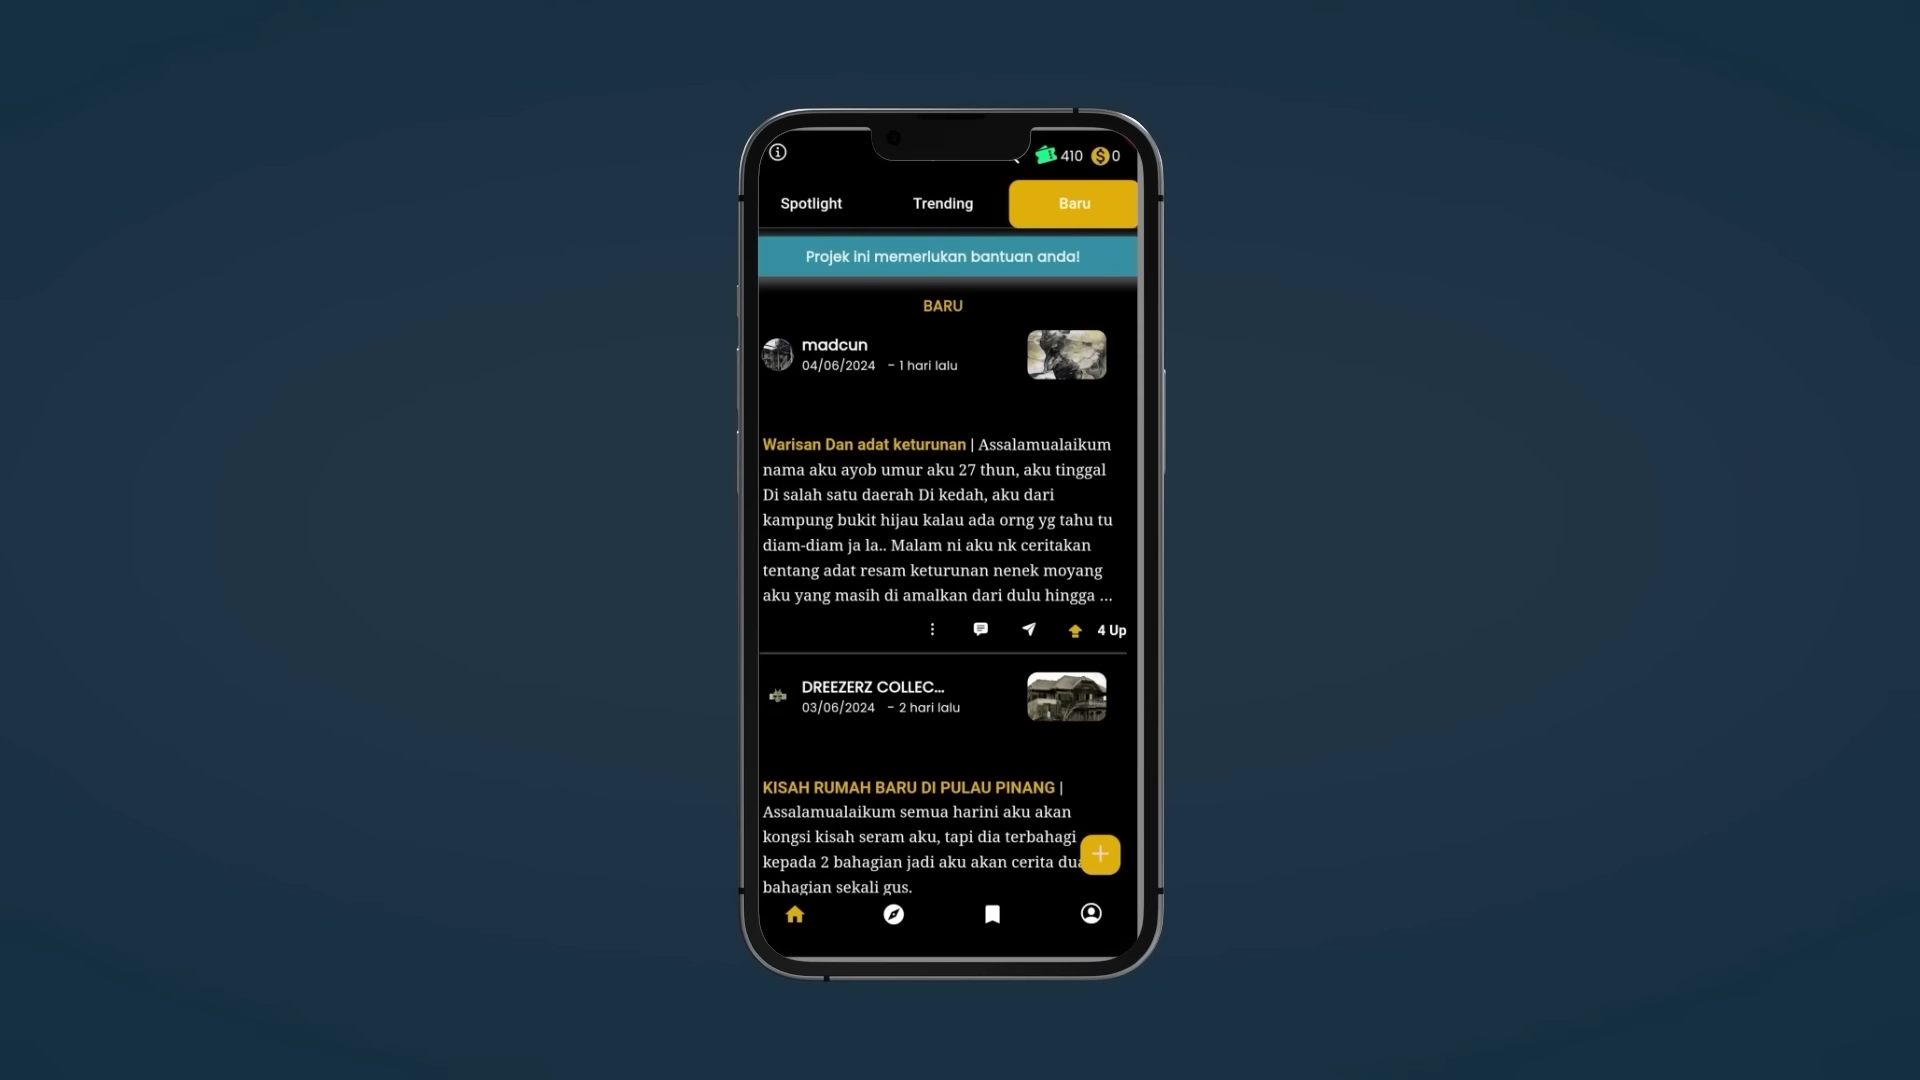 410 0
Spotlight Trending Baru
Projek ini memerlukan bantuan anda!
BARU
madcun
04/06/2024 - 1 hari lalu
Warisan Dan adat keturunan | Assalamualaikum
nama aku ayob umur aku 27 thun, aku tinggal
Di salah satu daerah Di kedah, aku dari
kampung bukit hijau kalau ada orng yg tahu tu
diam-diam ja la.. Malam ni aku nk ceritakan
tentang adat resam keturunan nenek moyang
aku yang masih di amalkan dari dulu hingga ...
4 Up
DREEZERZ COLLEC...
03/06/2024 - 2 hari lalu
KISAH RUMAH BARU DI PULAU PINANG |
Assalamualaikum semua harini aku akan
kongsi kisah seram aku, tapi dia terbahagi
kepada 2 bahagian jadi aku akan cerita dua
bahagian sekali gus.